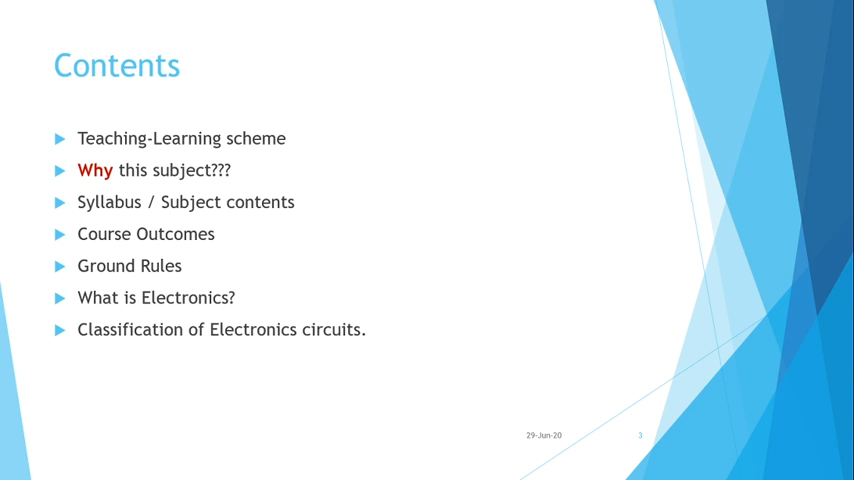 Contents
Teaching-Learning scheme
Why this subject???
Syllabus / Subject contents
Course Outcomes
Ground Rules
What is Electronics?
Classification of Electronics circuits.
29-Jun-20
3